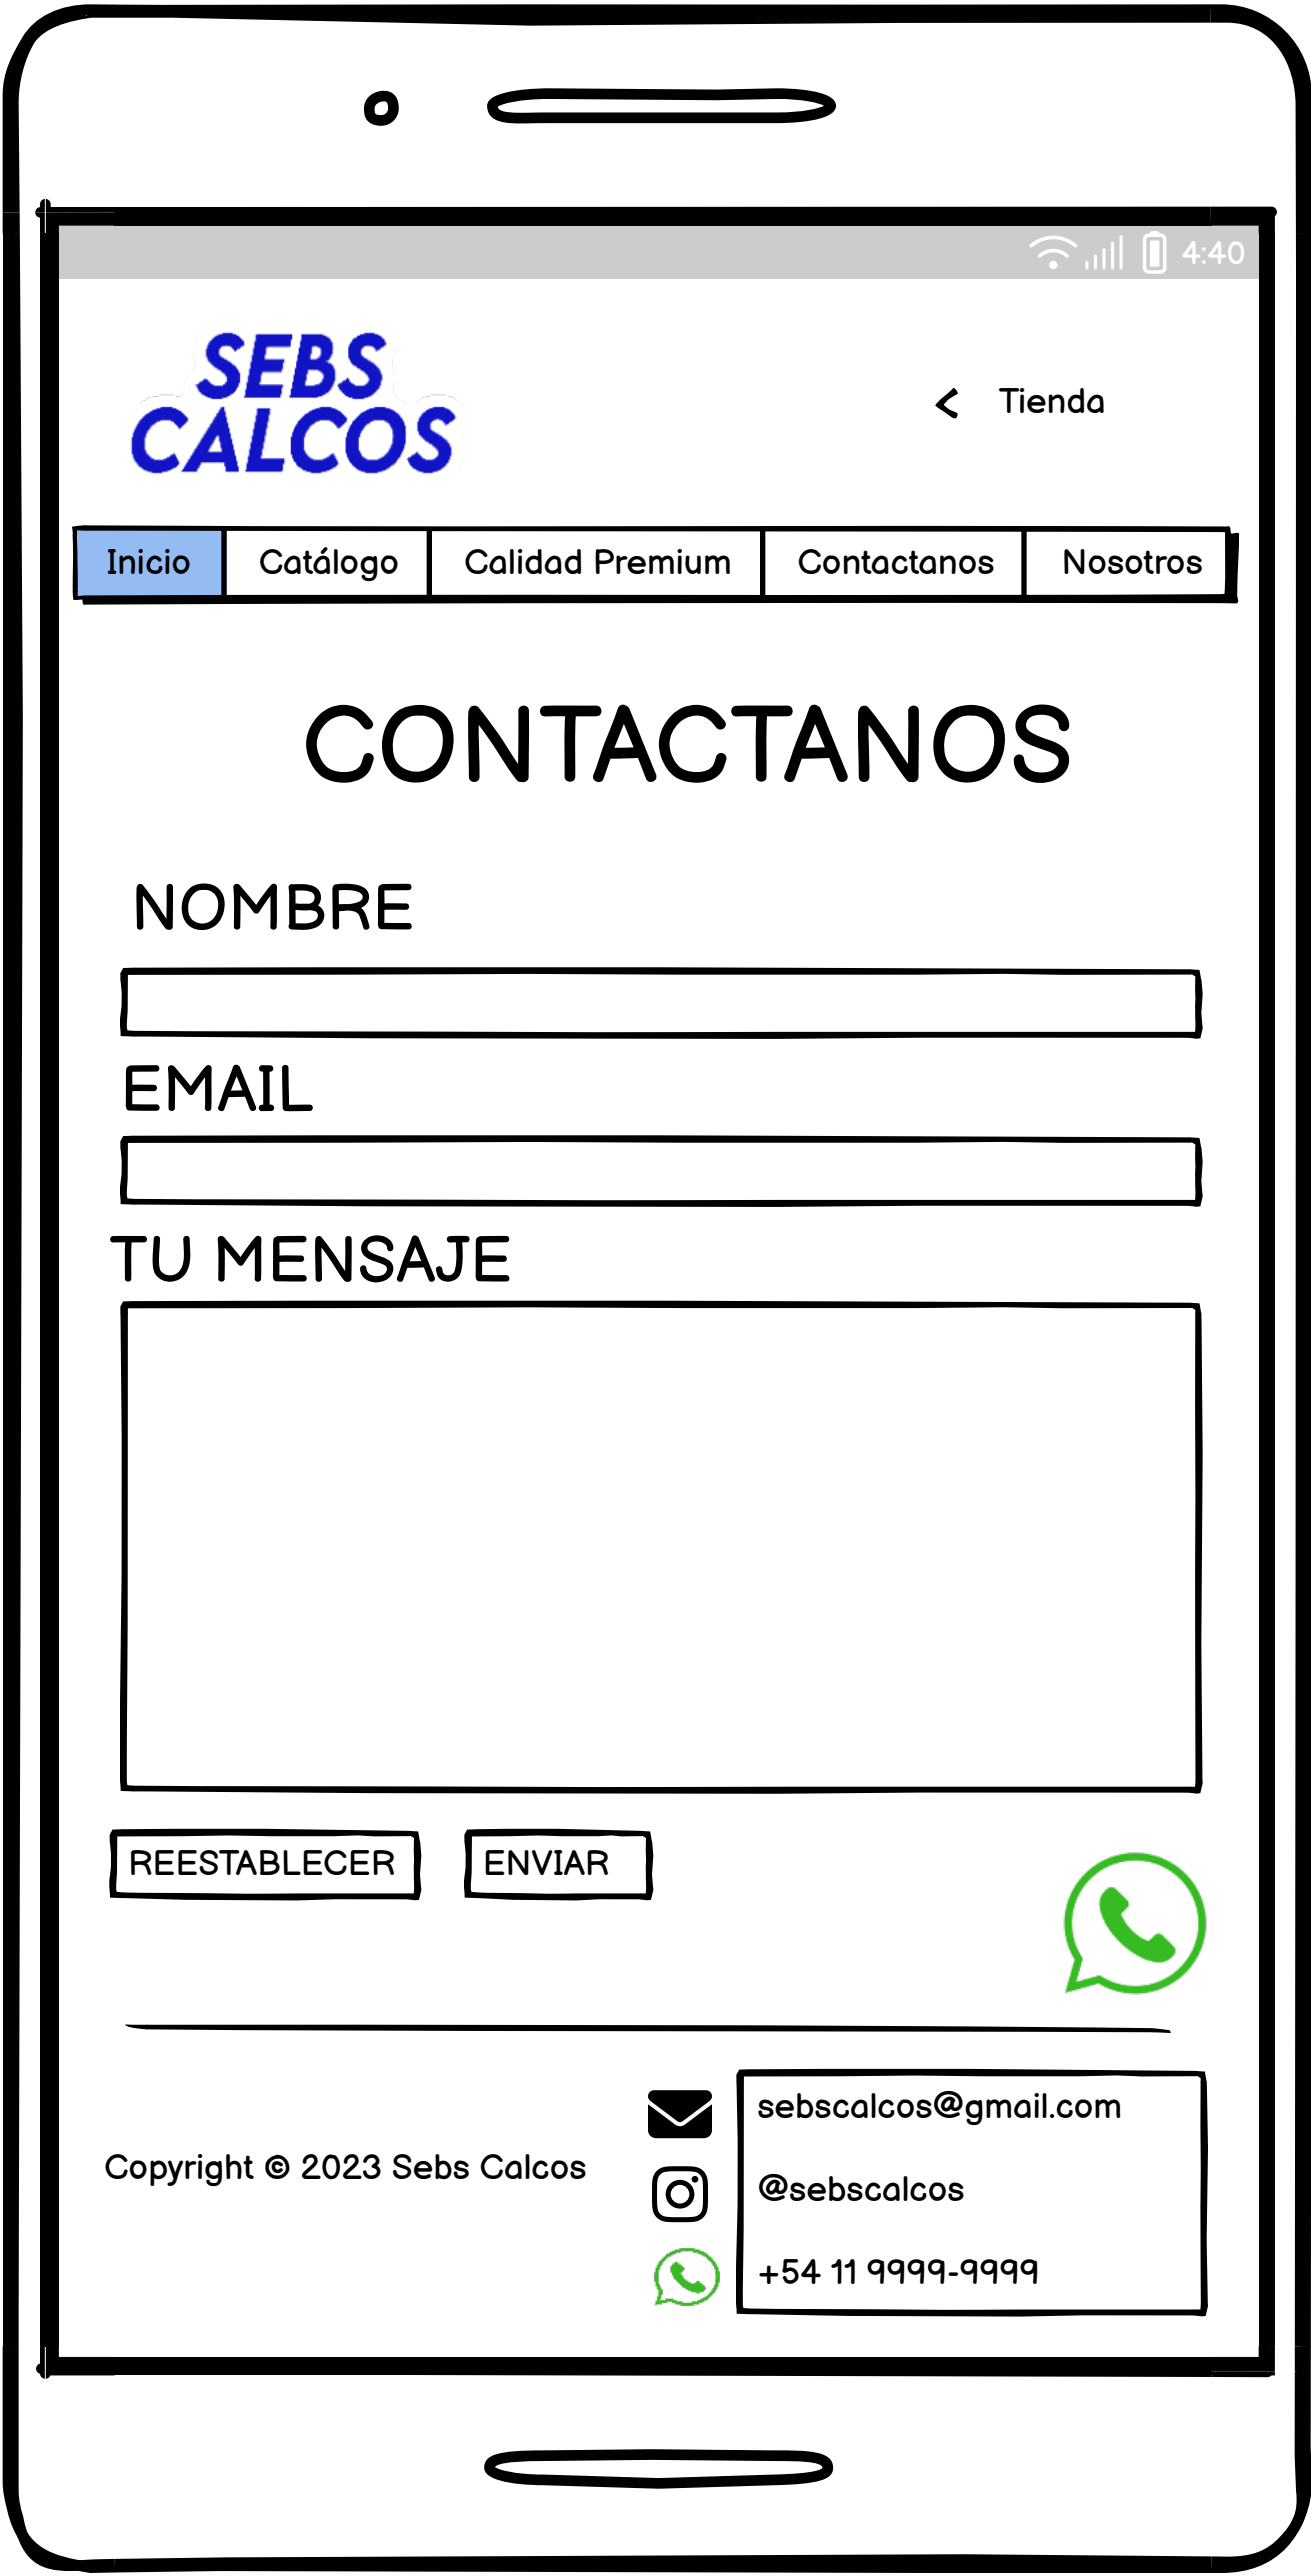 4:40
SEBS
CALCOS
< Tienda
Inicio Catálogo Calidad Premium Contactanos Nosotros
CONTACTANOS
NOMBRE
EMAIL
TU MENSAJE
REESTABLECER ENVIAR
sebscalcos@gmail.com
Copyright © 2023 Sebs Calcos
@sebscalcos
+54 11 9999-9999